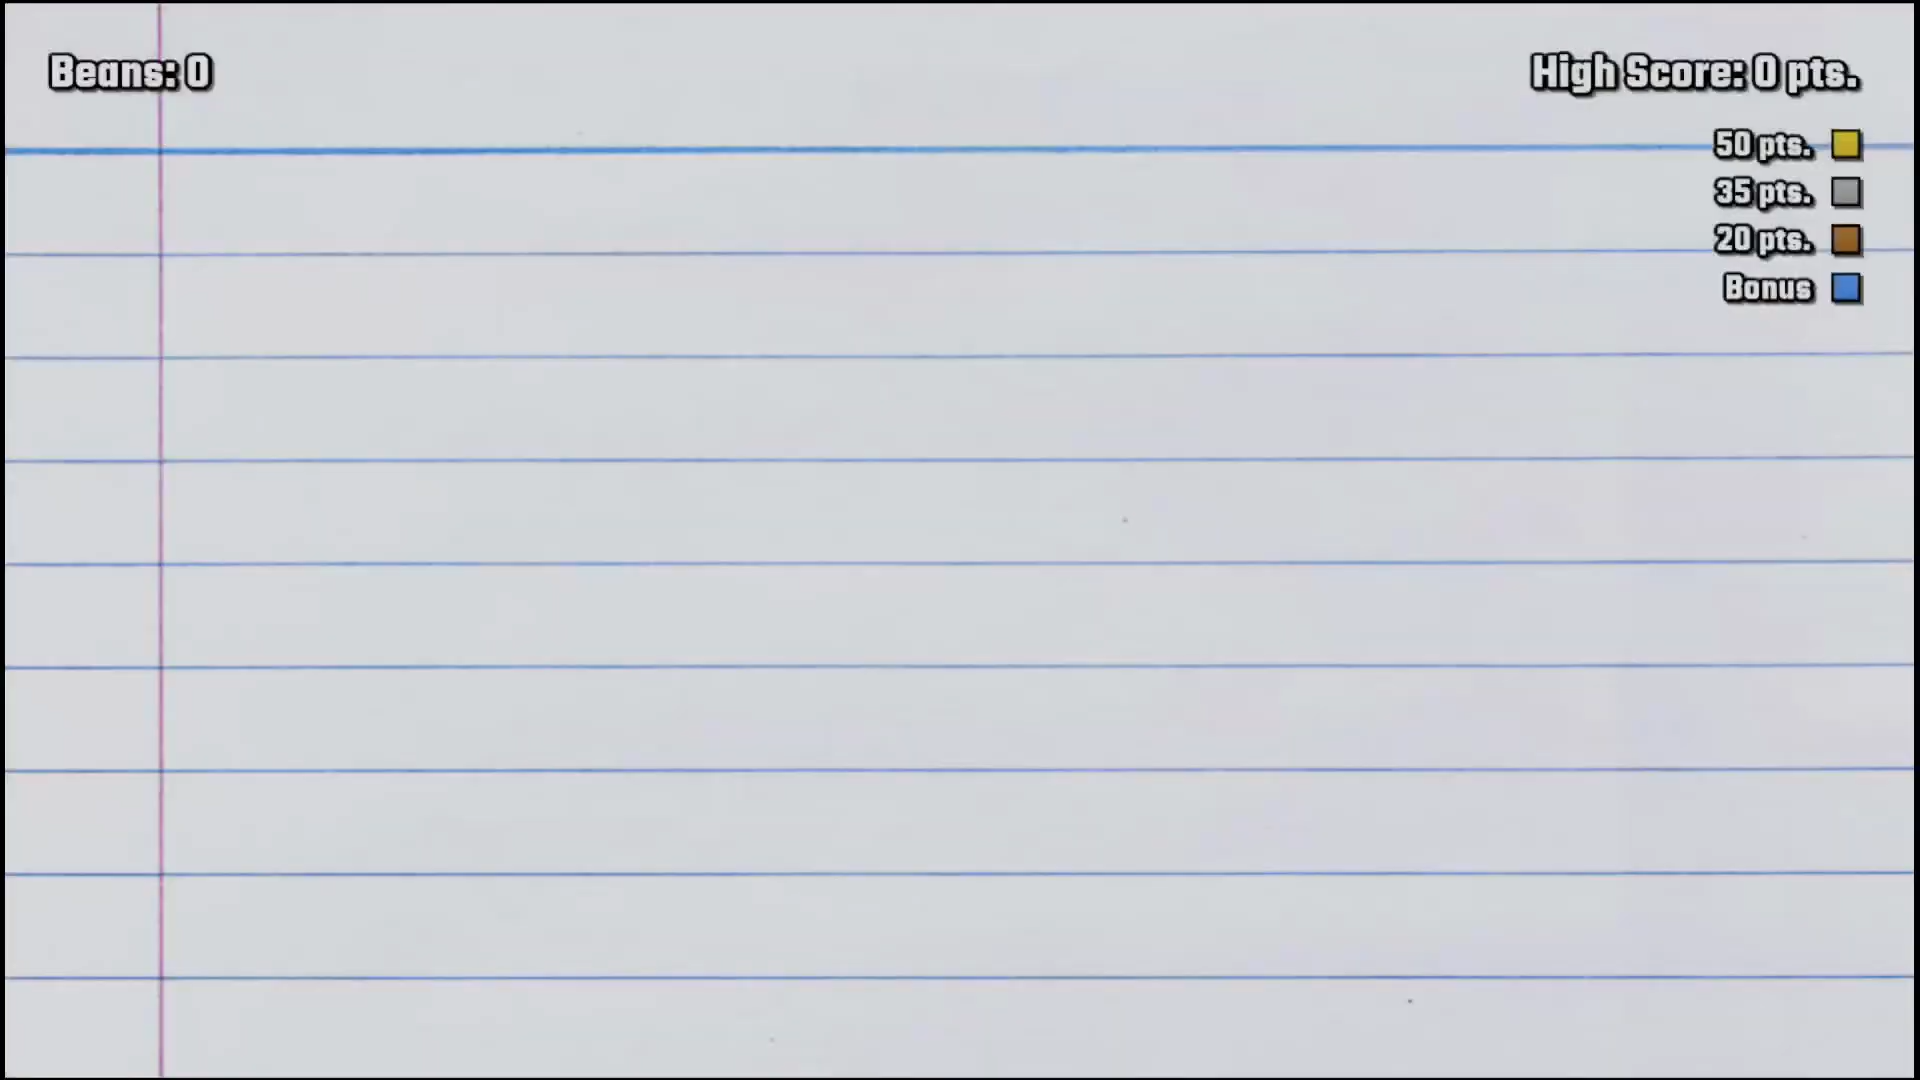 Beans: 0
High Score: 0 pts.
50 pts.
35 pts.
20 pts.
Bonus